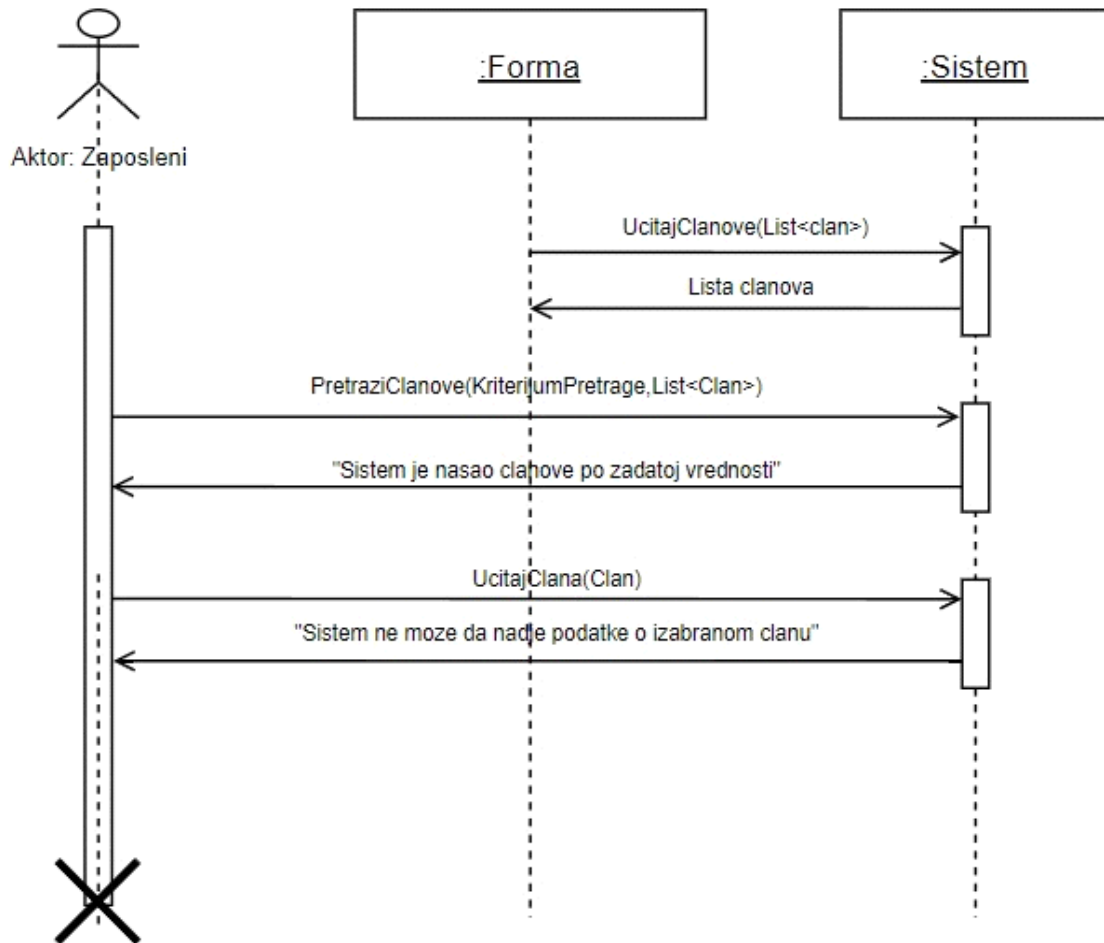 :Forma
:Sistem
Aktor: Zaposleni
UcitajClanove(List<clan>)
Lista clanova
PretraziClanove(KriterijumPretrage,List<Clan>)
"Sistem je nasao clanove po zadatoj vrednosti"
UcitajClana(Clan)
"Sistem ne moze da nadje podatke o izabranom clanu"